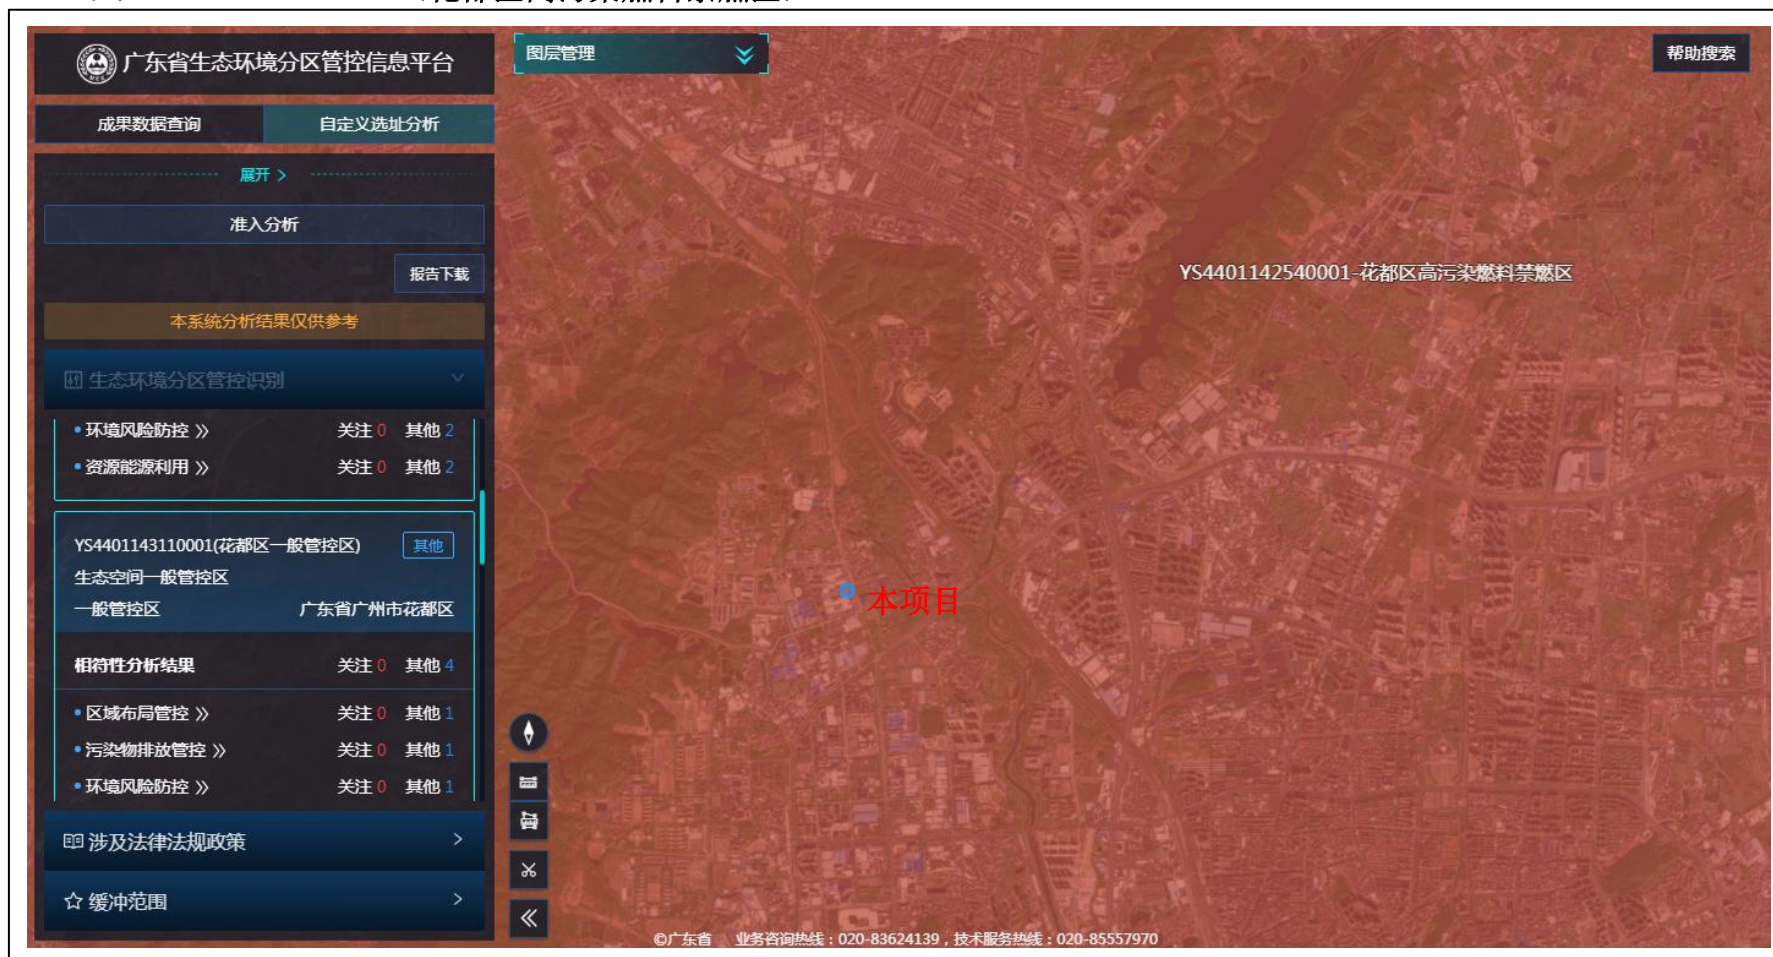 广东省生态环境分区管控信息平台
图层管理
帮助搜索
成果数据查询
自定义选址分析
展开 >
准入分析
报告下载
本系统分析结果仅供参考
生态环境分区管控识别
• 环境风险防控 》 关注 0 其他 2
• 资源能源利用 》 关注 0 其他 2
YS4401143110001(花都区一般管控区) 其他
生态空间一般管控区
一般管控区 广东省广州市花都区
相符性分析结果 关注 0 其他 4
• 区域布局管控 》 关注 0 其他 1
• 污染物排放管控 》 关注 0 其他 1
• 环境风险防控 》 关注 0 其他 1
涉及法律法规政策 >
缓冲范围 >
YS4401142540001-花都区高污染燃料禁燃区
本项目
©广东省 业务咨询热线：020-83624139，技术服务热线：020-85557970